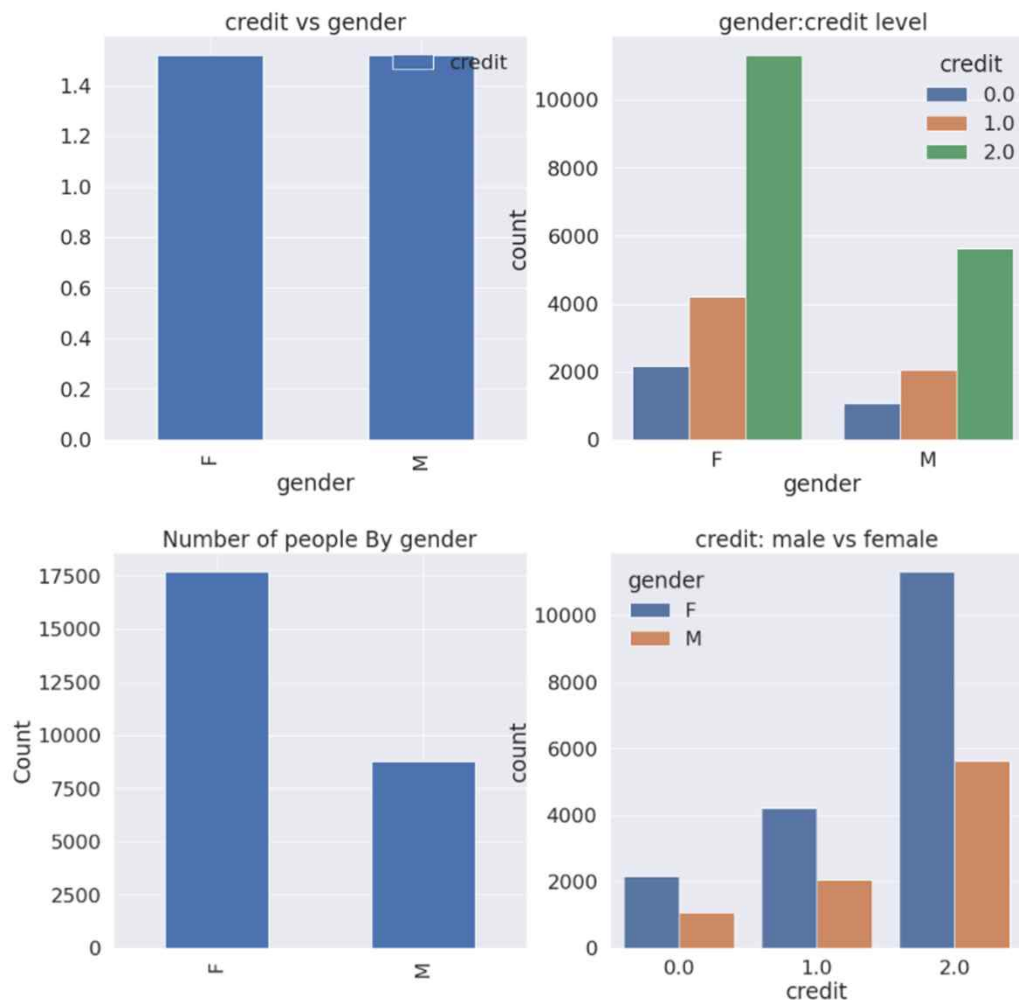 credit vs gender
credit
1.4
1.2
1.0
0.8
0.6
0.4
0.2
0.0
F
M
gender
gender:credit level
credit
0.0
1.0
2.0
10000
8000
6000
4000
2000
0
count
F
M
gender
Number of people By gender
17500
15000
12500
10000
7500
5000
2500
0
Count
F
M
credit: male vs female
gender
F
M
10000
8000
6000
4000
2000
0
count
0.0
1.0
2.0
credit